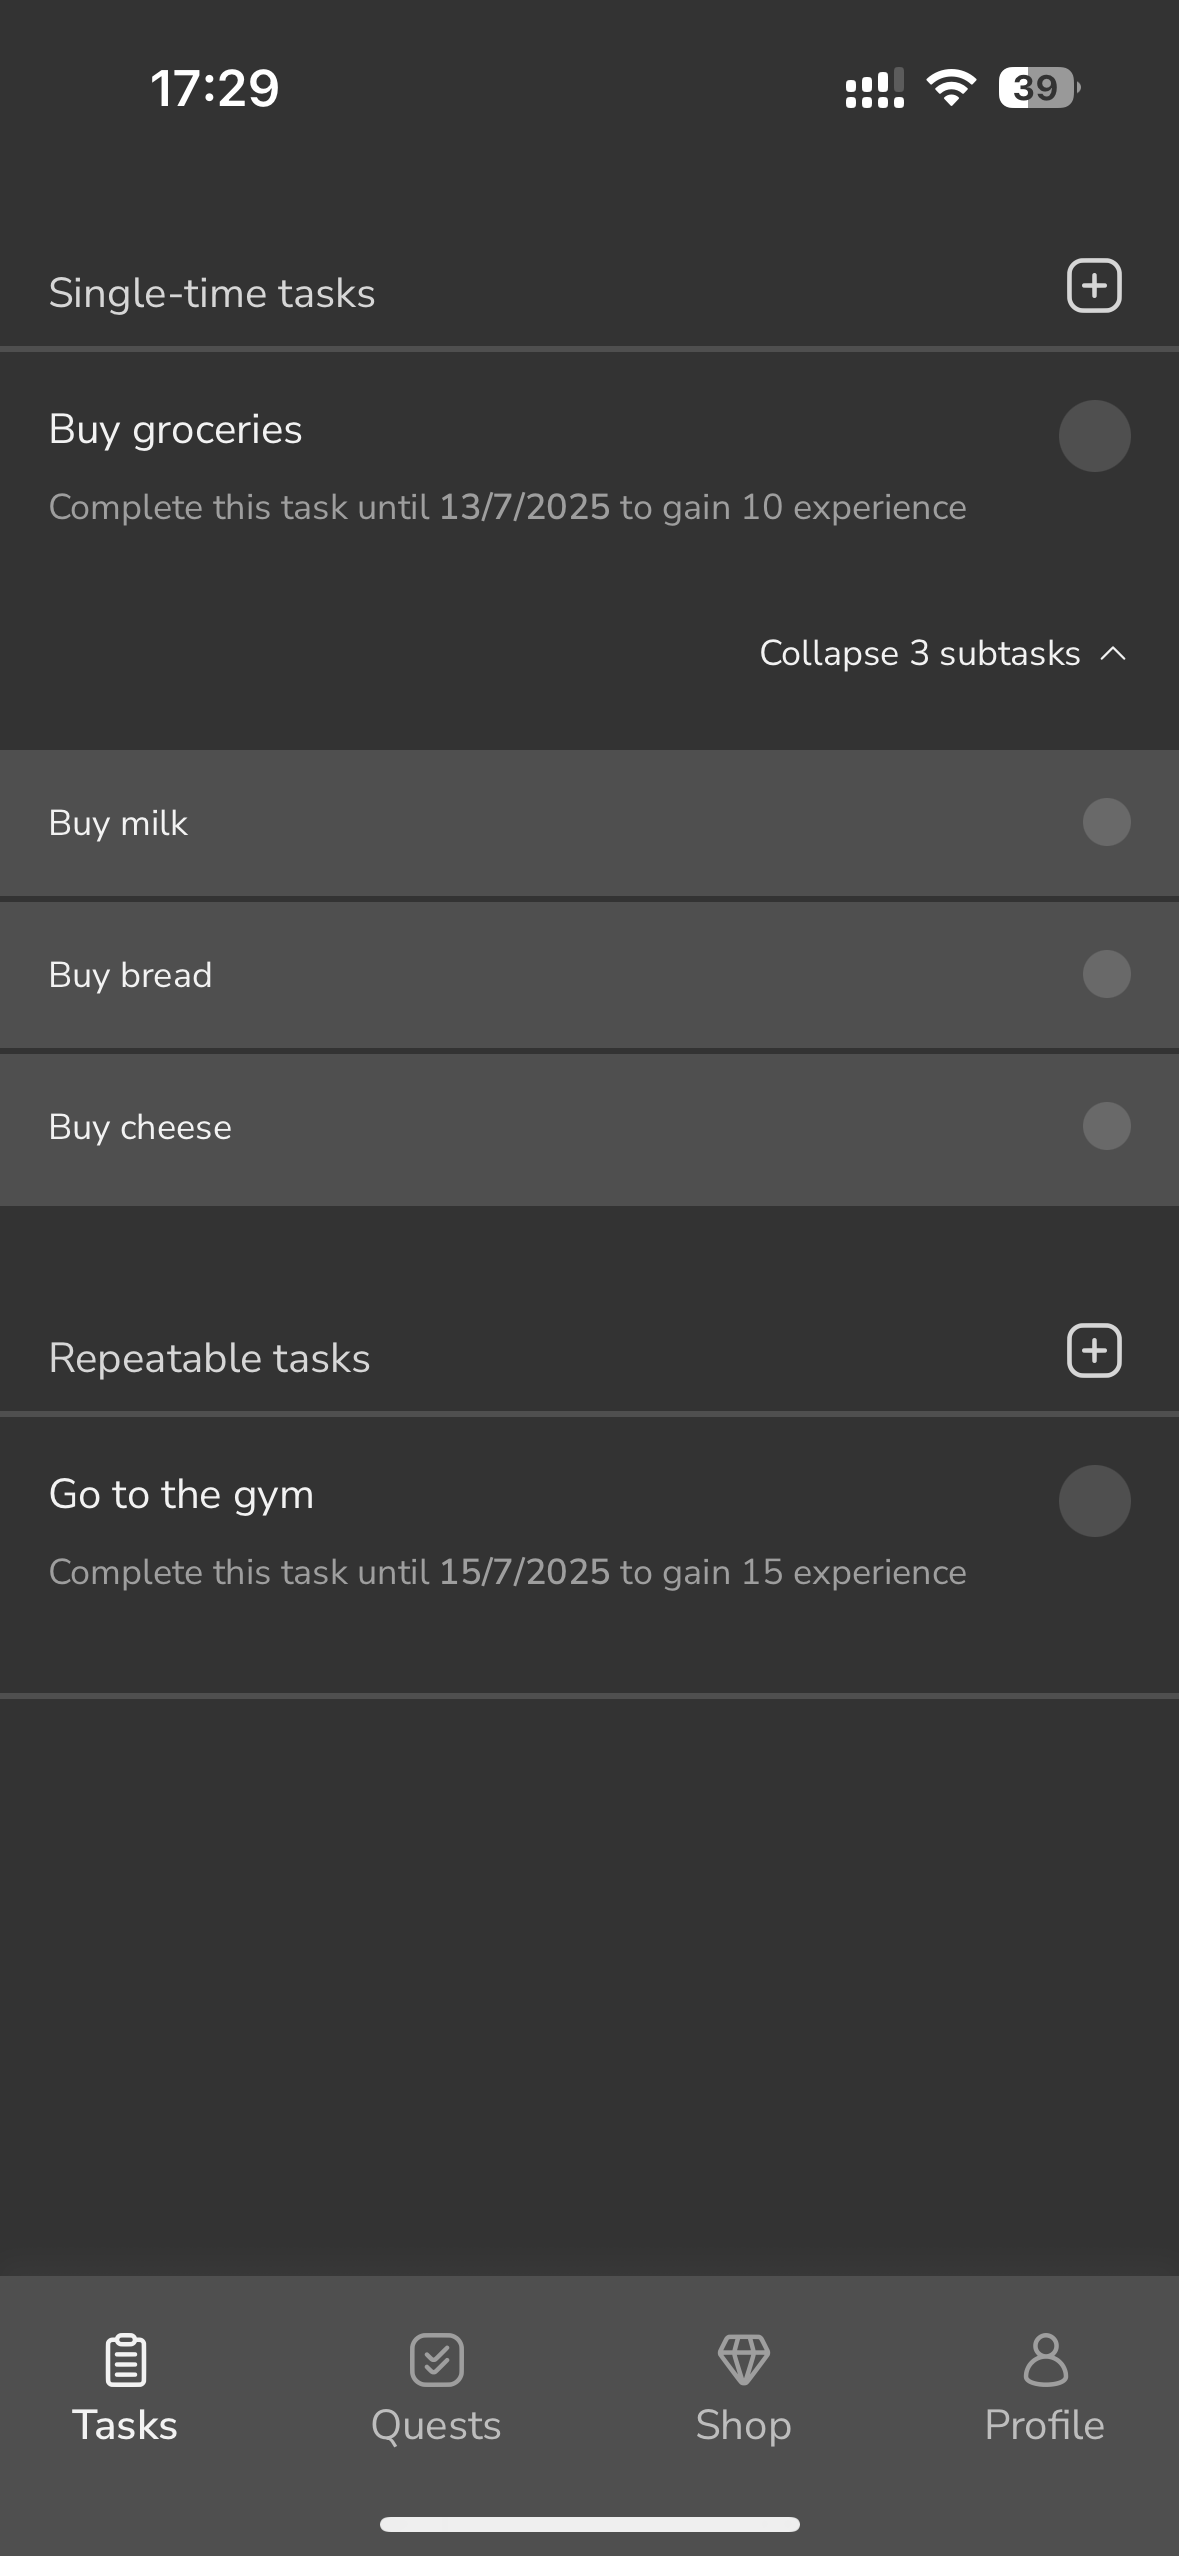 17:29
39
Single-time tasks
Buy groceries
Complete this task until 13/7/2025 to gain 10 experience
Collapse 3 subtasks
Buy milk
Buy bread
Buy cheese
Repeatable tasks
Go to the gym
Complete this task until 15/7/2025 to gain 15 experience
Tasks
Quests
Shop
Profile